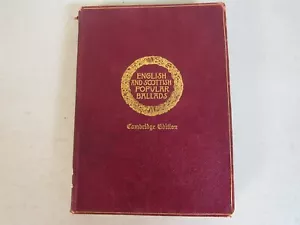 ENGLISH
AND SCOTTISH
POPULAR
BALLADS
Cambridge Edition